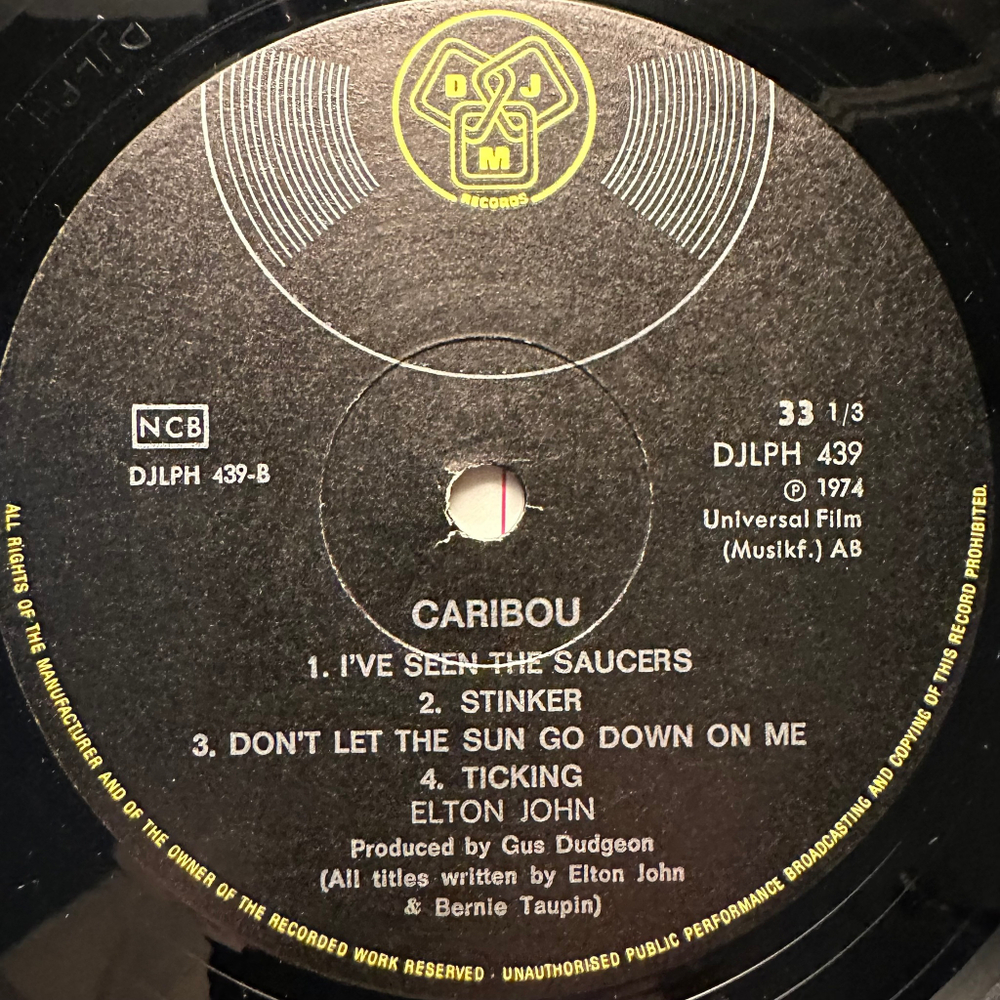 D J
M
RECORDS
NCB
DJLPH 439-B
33 1/3
DJLPH 439
℗ 1974
Universal Film
(Musikf.) AB
CARIBOU
1. I'VE SEEN THE SAUCERS
2. STINKER
3. DON'T LET THE SUN GO DOWN ON ME
4. TICKING
ELTON JOHN
Produced by Gus Dudgeon
(All titles written by Elton John
& Bernie Taupin)
ALL RIGHTS OF THE MANUFACTURER AND OF THE OWNER OF THE RECORDED WORK RESERVED · UNAUTHORISED PUBLIC PERFORMANCE BROADCASTING AND COPYING OF THIS RECORD PROHIBITED.